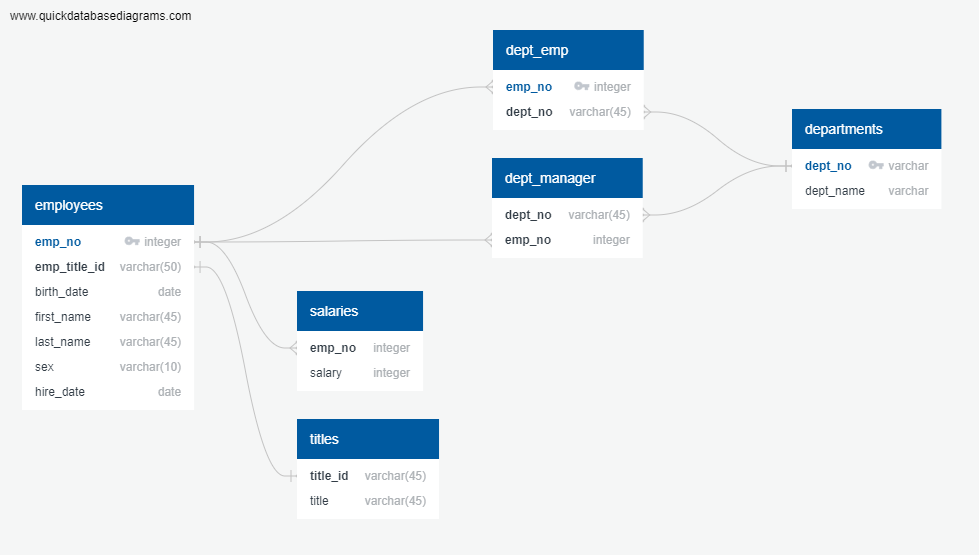 www.quickdatabasediagrams.com
dept_emp
emp_no integer
dept_no varchar(45)
departments
dept_no varchar
dept_name varchar
dept_manager
dept_no varchar(45)
emp_no integer
employees
emp_no integer
emp_title_id varchar(50)
birth_date date
first_name varchar(45)
last_name varchar(45)
sex varchar(10)
hire_date date
salaries
emp_no integer
salary integer
titles
title_id varchar(45)
title varchar(45)